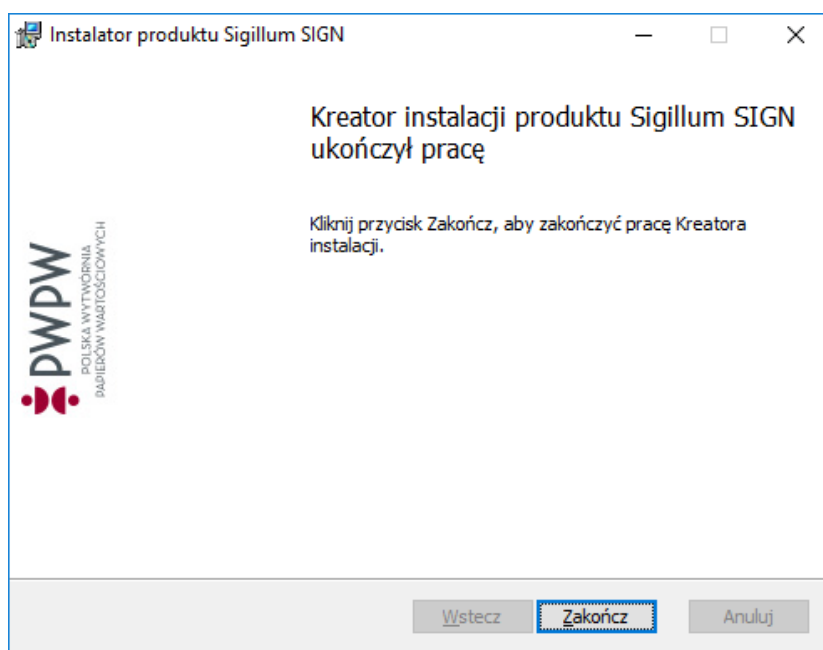 Instalator produktu Sigillum SIGN
Kreator instalacji produktu Sigillum SIGN
ukończył pracę
Kliknij przycisk Zakończ, aby zakończyć pracę Kreatora
instalacji.
pwpw
POLSKA WYTWÓRNIA
PAPIERÓW WARTOŚCIOWYCH
Wstecz
Zakończ
Anuluj